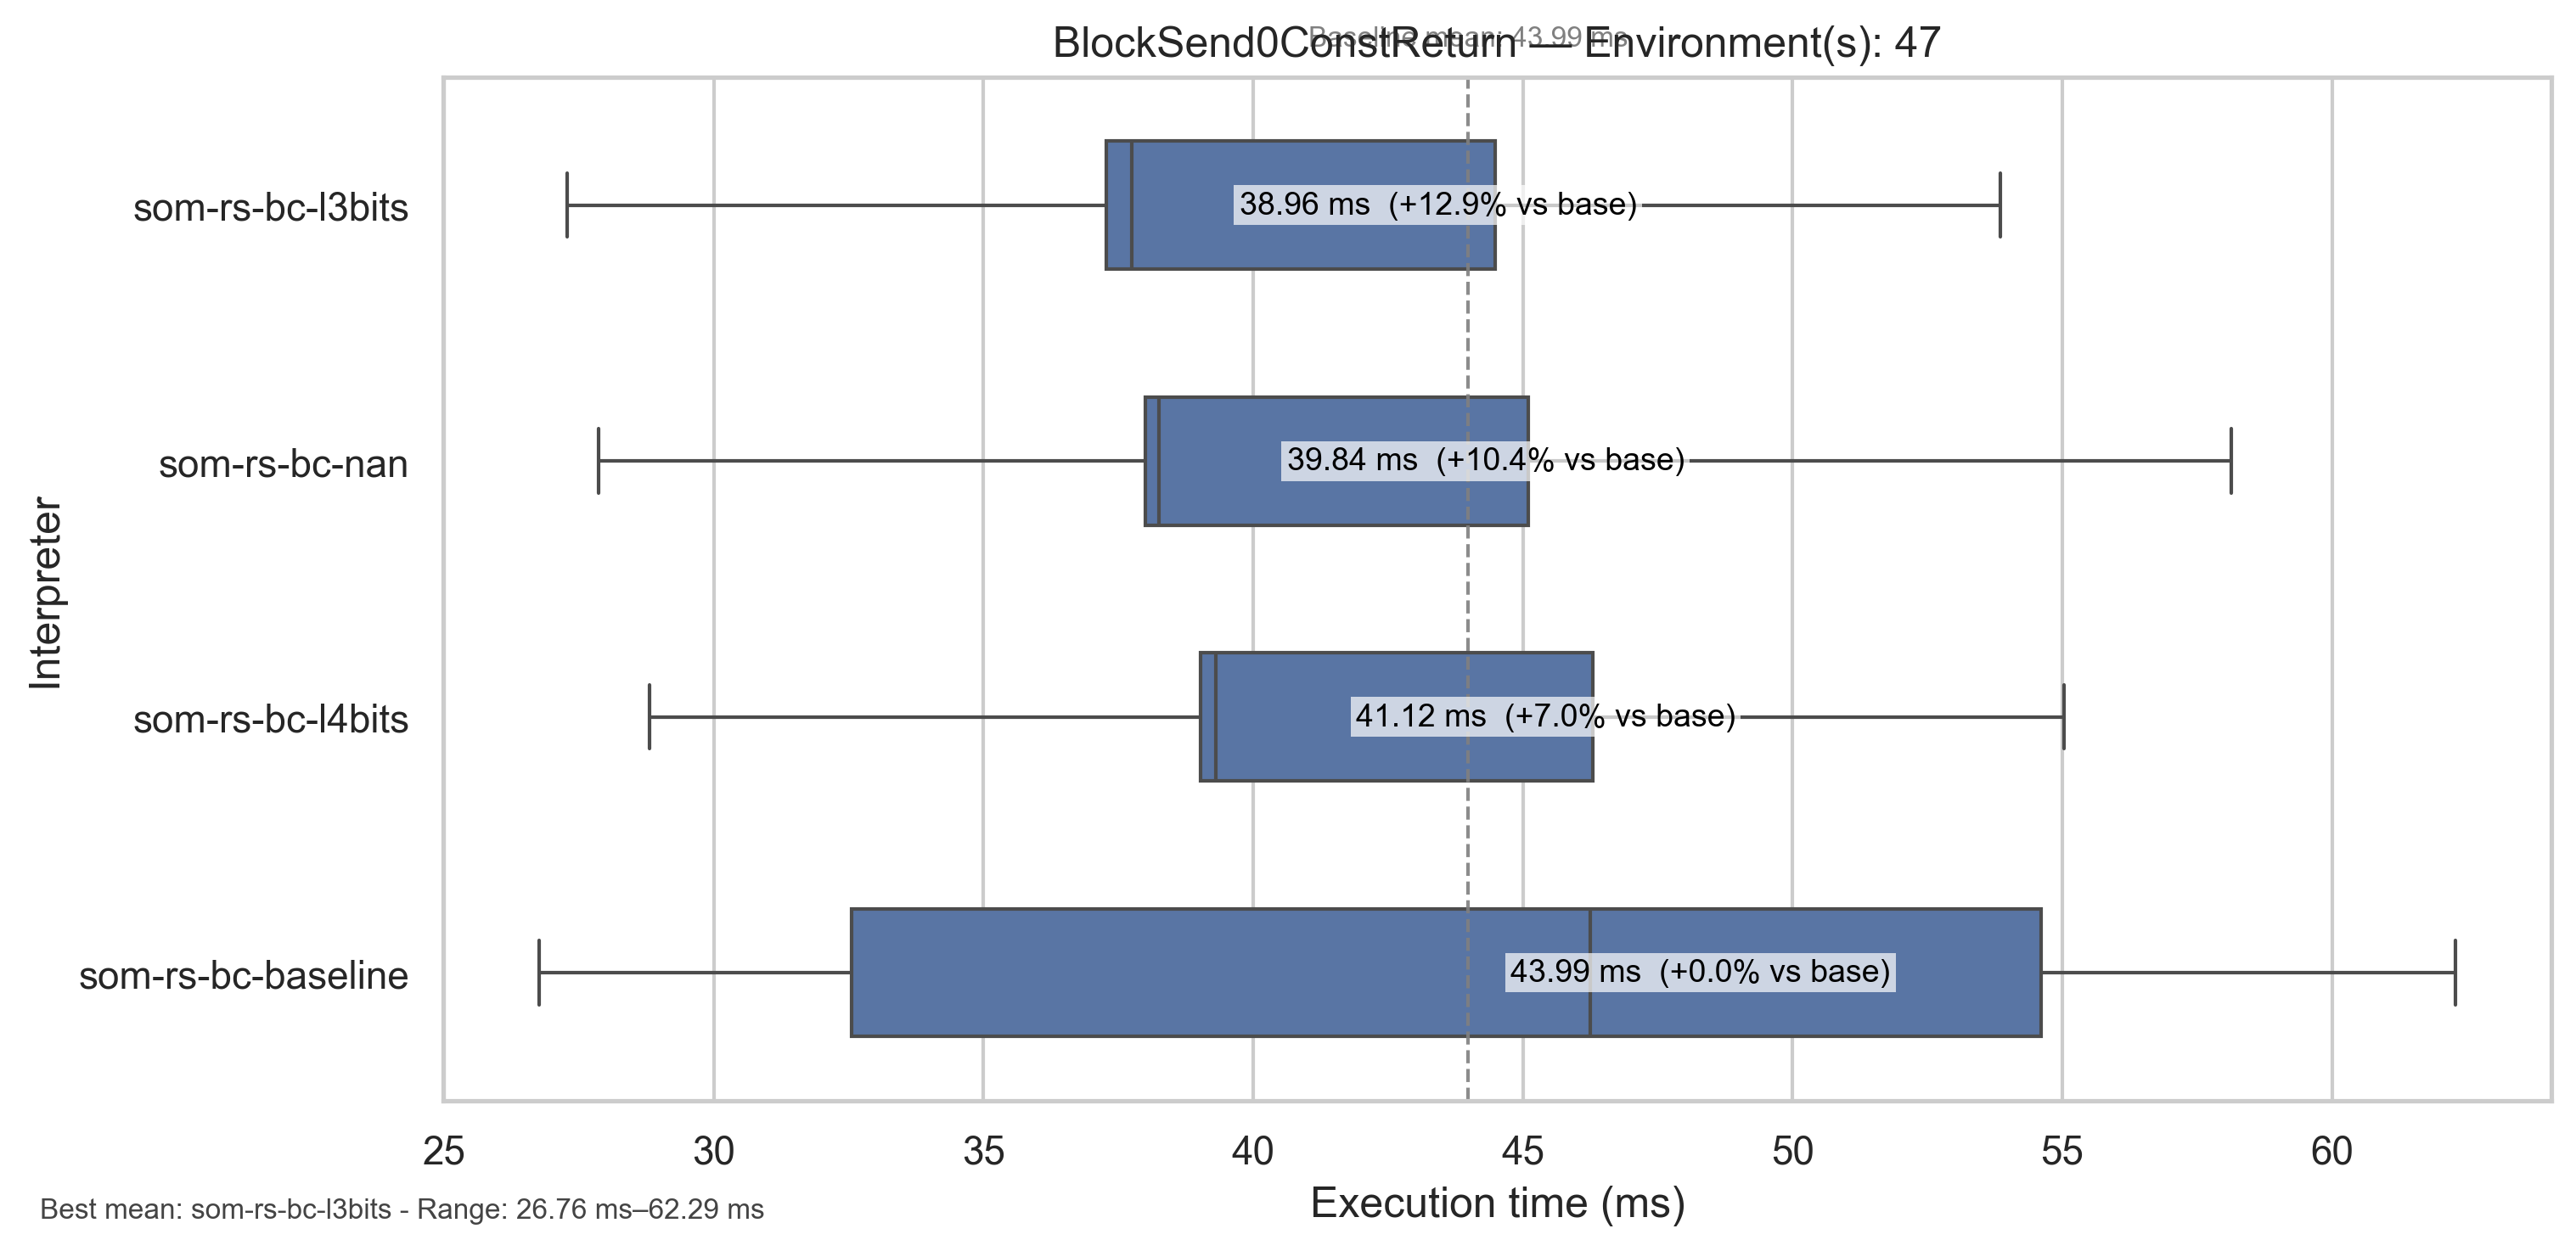 Baseline mean: 43.99 ms
BlockSend0ConstReturn — Environment(s): 47
Interpreter
som-rs-bc-l3bits
38.96 ms (+12.9% vs base)
som-rs-bc-nan
39.84 ms (+10.4% vs base)
som-rs-bc-l4bits
41.12 ms (+7.0% vs base)
som-rs-bc-baseline
43.99 ms (+0.0% vs base)
25 30 35 40 45 50 55 60
Execution time (ms)
Best mean: som-rs-bc-l3bits - Range: 26.76 ms–62.29 ms